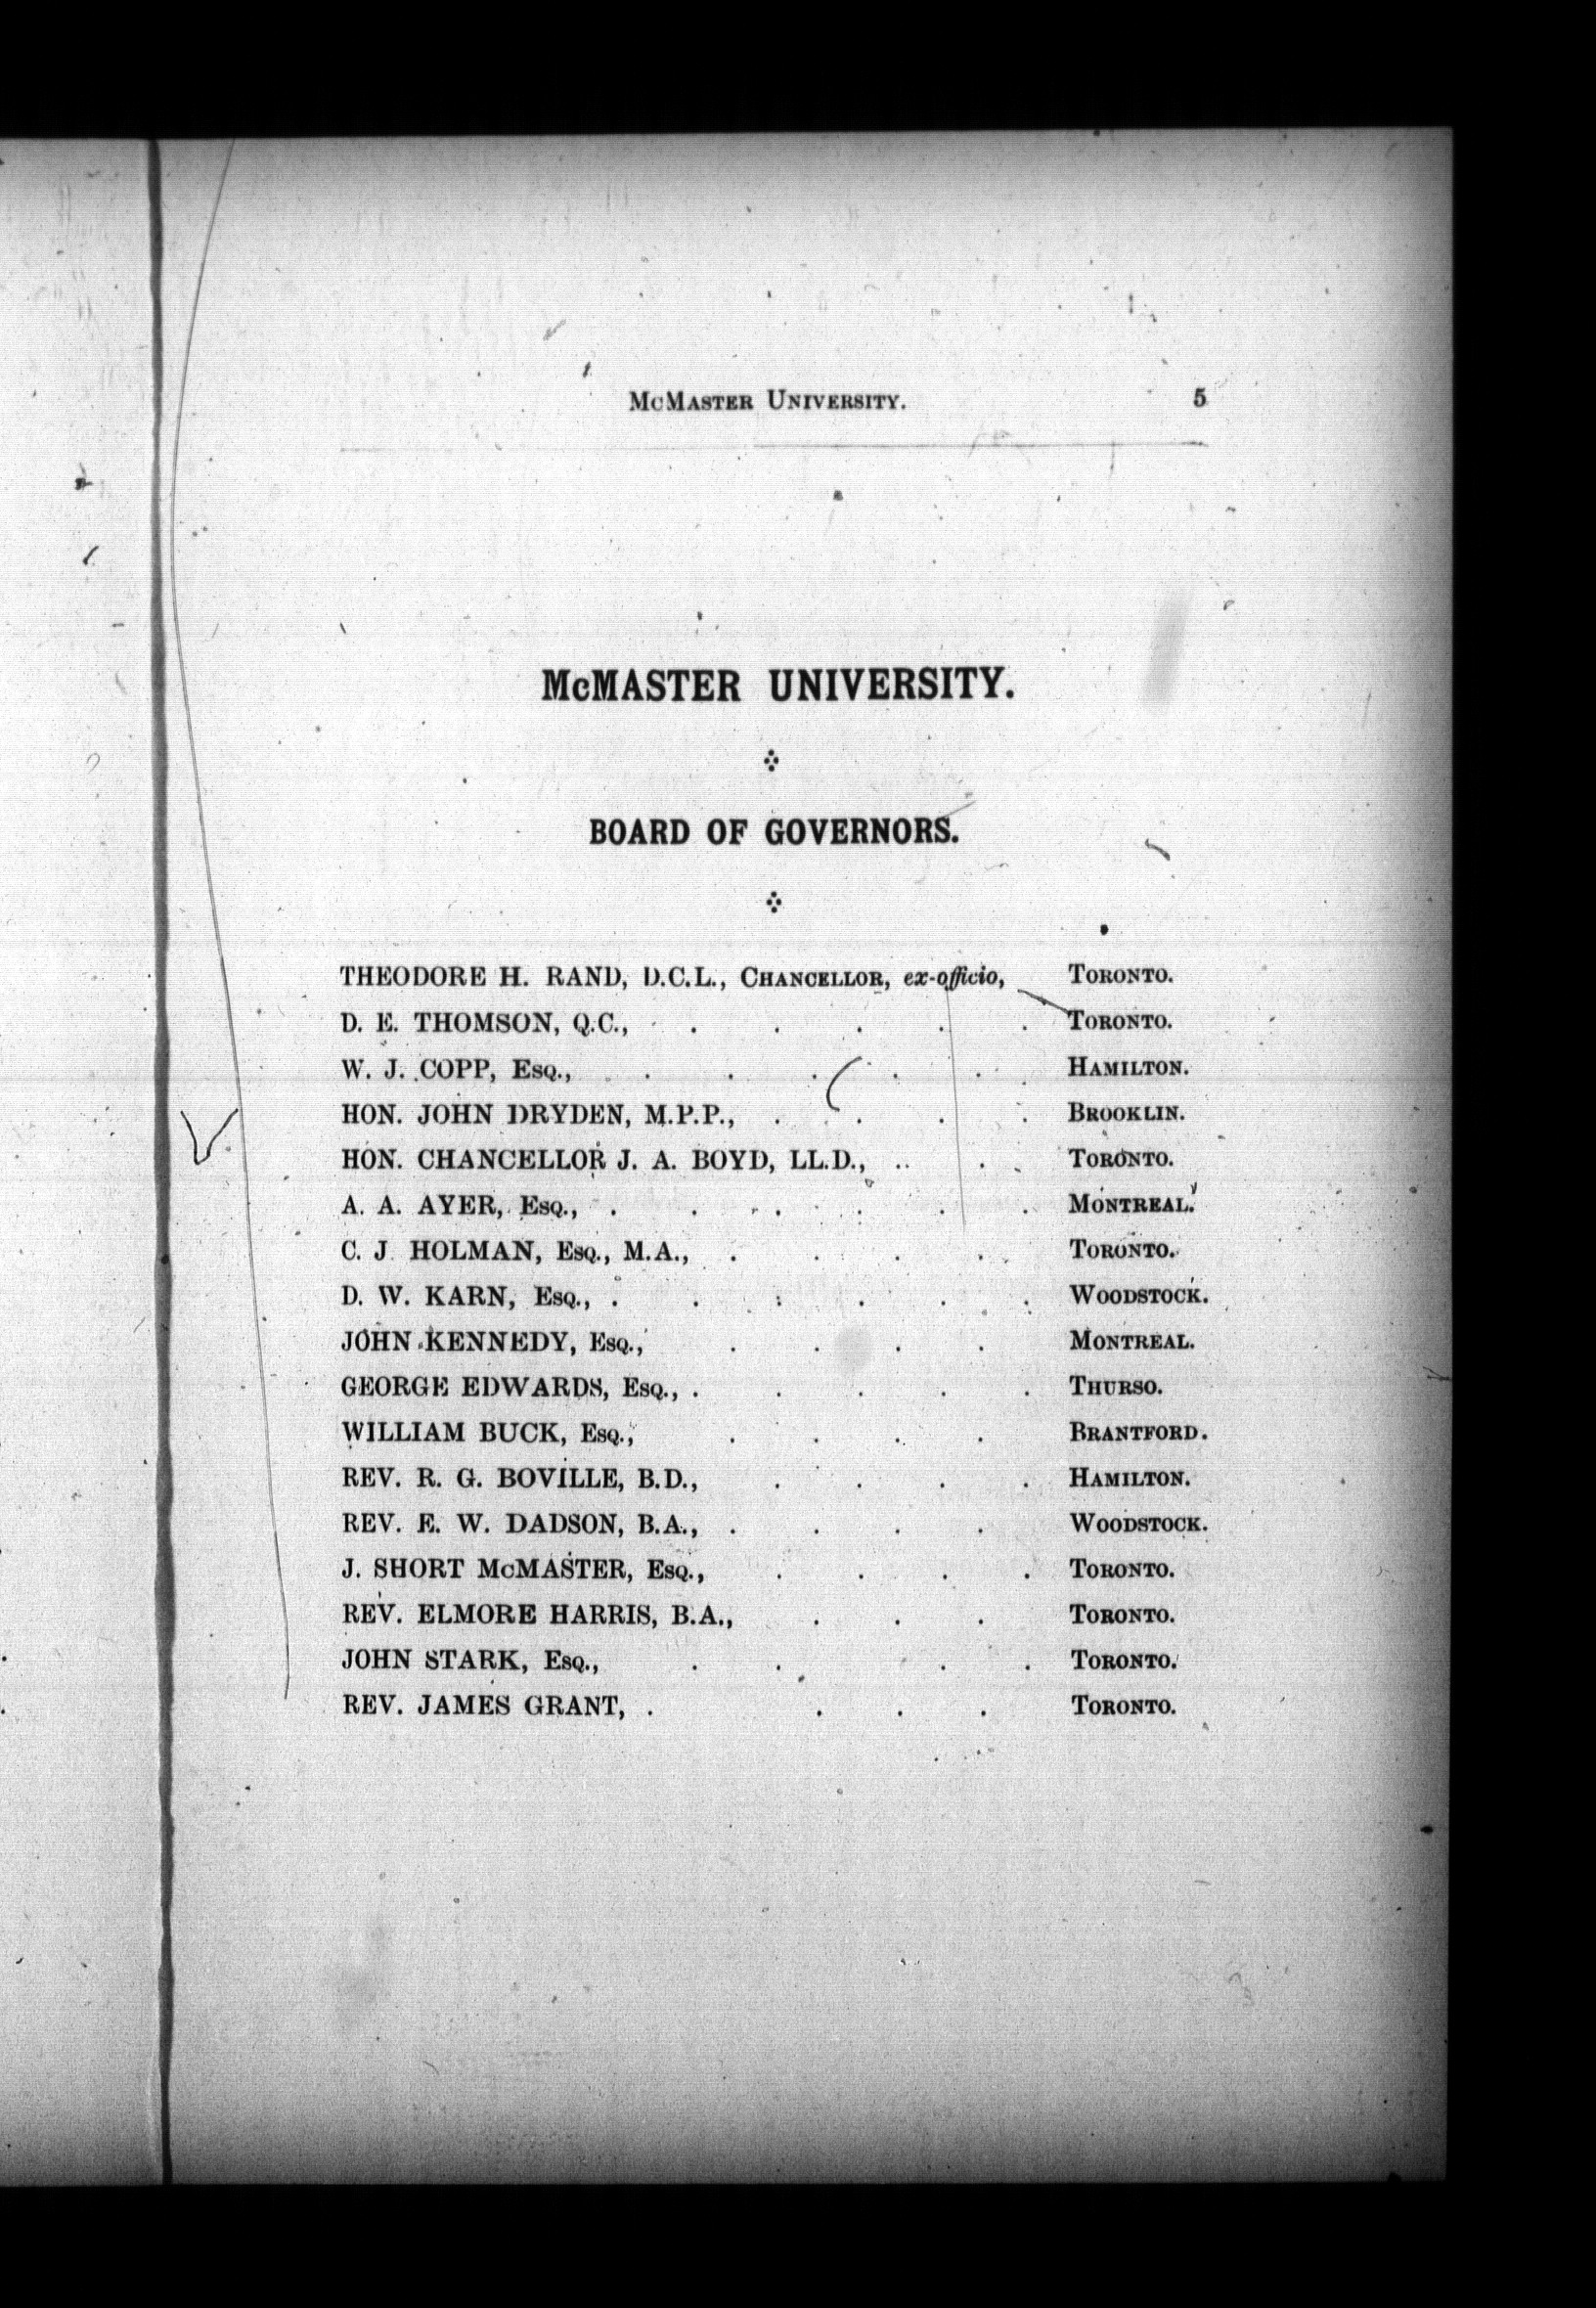 McMaster University. 5
McMASTER UNIVERSITY.
BOARD OF GOVERNORS.
THEODORE H. RAND, D.C.L., Chancellor, ex-officio, Toronto.
D. E. THOMSON, Q.C., . . . . . Toronto.
W. J. COPP, Esq., . . . . . Hamilton.
HON. JOHN DRYDEN, M.P.P., . . . . Brooklin.
HON. CHANCELLOR J. A. BOYD, LL.D., . . . Toronto.
A. A. AYER, Esq., . . . . . . Montreal.
C. J. HOLMAN, Esq., M.A., . . . . Toronto.
D. W. KARN, Esq., . . . . . . Woodstock.
JOHN KENNEDY, Esq., . . . . Montreal.
GEORGE EDWARDS, Esq., . . . . . Thurso.
WILLIAM BUCK, Esq., . . . . Brantford.
REV. R. G. BOVILLE, B.D., . . . . Hamilton.
REV. E. W. DADSON, B.A., . . . . Woodstock.
J. SHORT McMASTER, Esq., . . . . Toronto.
REV. ELMORE HARRIS, B.A., . . . Toronto.
JOHN STARK, Esq., . . . . Toronto.
REV. JAMES GRANT, . . . . Toronto.